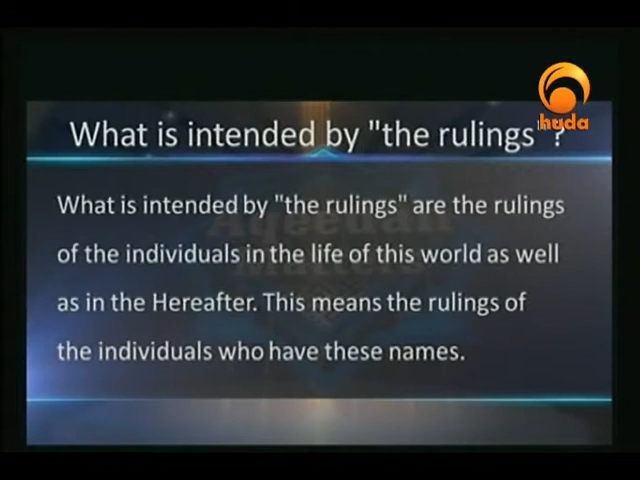 What is intended by "the rulings"?
huda
What is intended by "the rulings" are the rulings
of the individuals in the life of this world as well
as in the Hereafter. This means the rulings of
the individuals who have these names.
Aqeedah
Matters